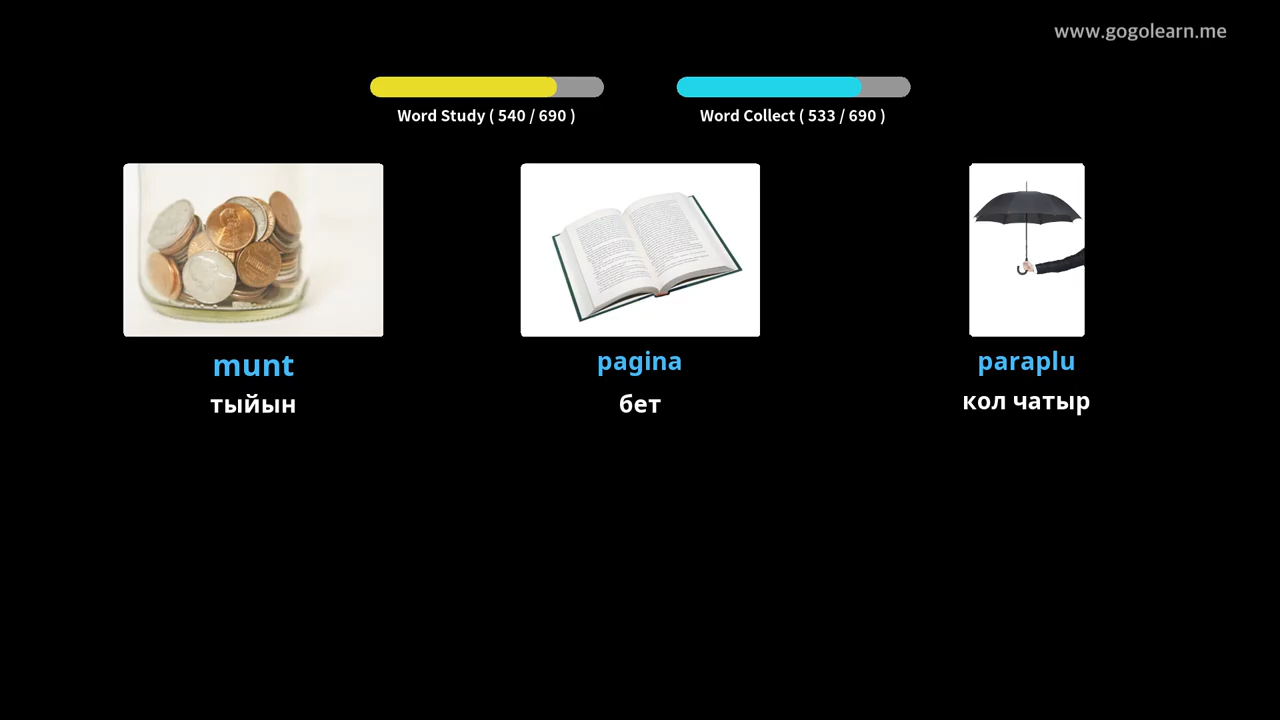 www.gogolearn.me
Word Study ( 540 / 690 )
Word Collect ( 533 / 690 )
munt
pagina
paraplu
тыйын
бет
кол чатыр